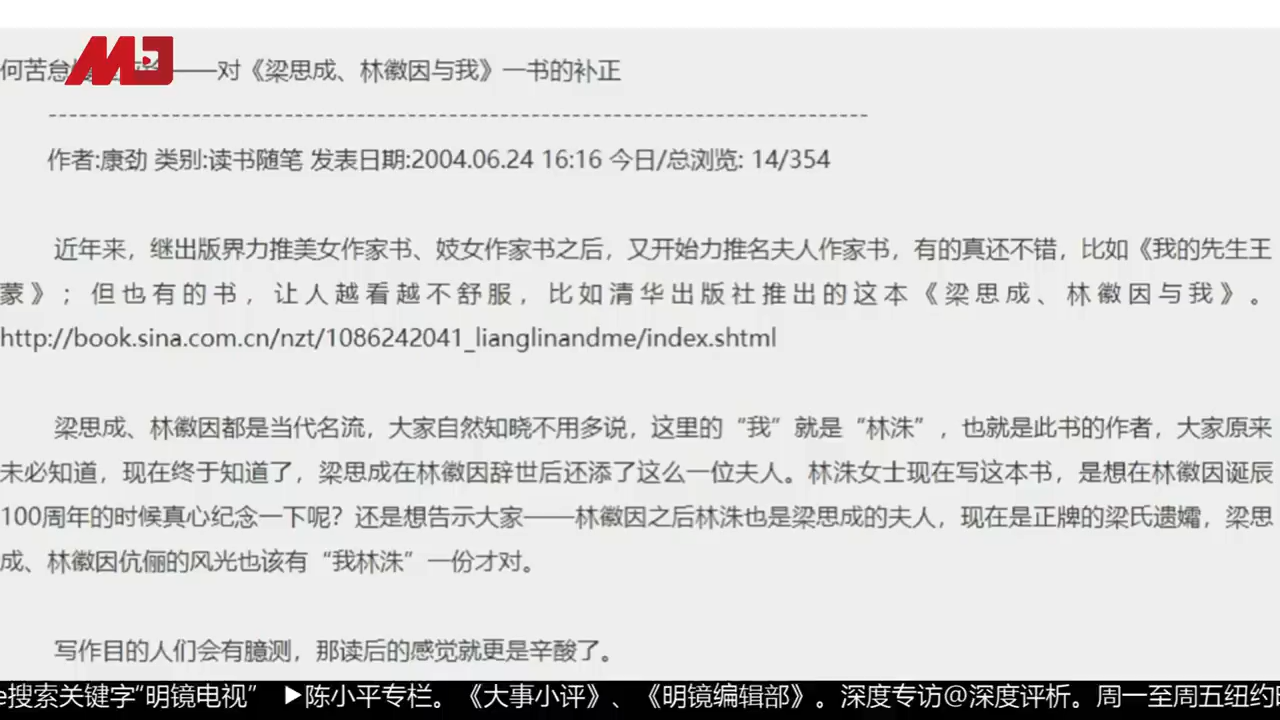 何苦怠——对《梁思成、林徽因与我》一书的补正
作者:康劲 类别:读书随笔 发表日期:2004.06.24 16:16 今日/总浏览: 14/354
近年来，继出版界力推美女作家书、妓女作家书之后，又开始力推名夫人作家书，有的真还不错，比如《我的先生王
蒙》；但也有的书，让人越看越不舒服，比如清华出版社推出的这本《梁思成、林徽因与我》。
http://book.sina.com.cn/nzt/1086242041_lianglinandme/index.shtml
梁思成、林徽因都是当代名流，大家自然知晓不用多说，这里的“我”就是“林洙”，也就是此书的作者，大家原来
未必知道，现在终于知道了，梁思成在林徽因辞世后还添了这么一位夫人。林洙女士现在写这本书，是想在林徽因诞辰
100周年的时候真心纪念一下呢？还是想告示大家——林徽因之后林洙也是梁思成的夫人，现在是正牌的梁氏遗孀，梁思
成、林徽因伉俪的风光也该有“我林洙”一份才对。
写作目的人们会有臆测，那读后的感觉就更是辛酸了。
e搜索关键字“明镜电视” ▶陈小平专栏。《大事小评》、《明镜编辑部》。深度专访@深度评析。周一至周五纽约